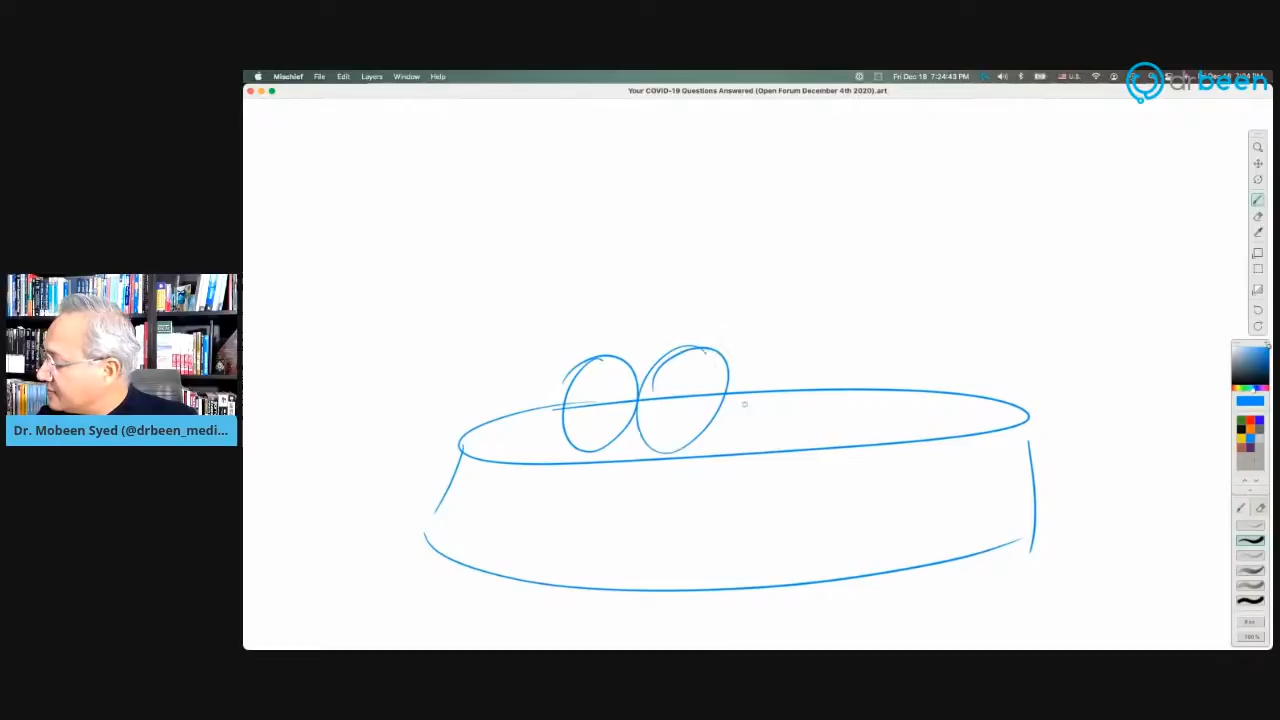 Mischief File Edit Layers Window Help
Fri Dec 18 7:24:43 PM
U.S.
drbeen
Your COVID-19 Questions Answered (Open Forum December 4th 2020).art
Dr. Mobeen Syed (@drbeen_medi...
100%